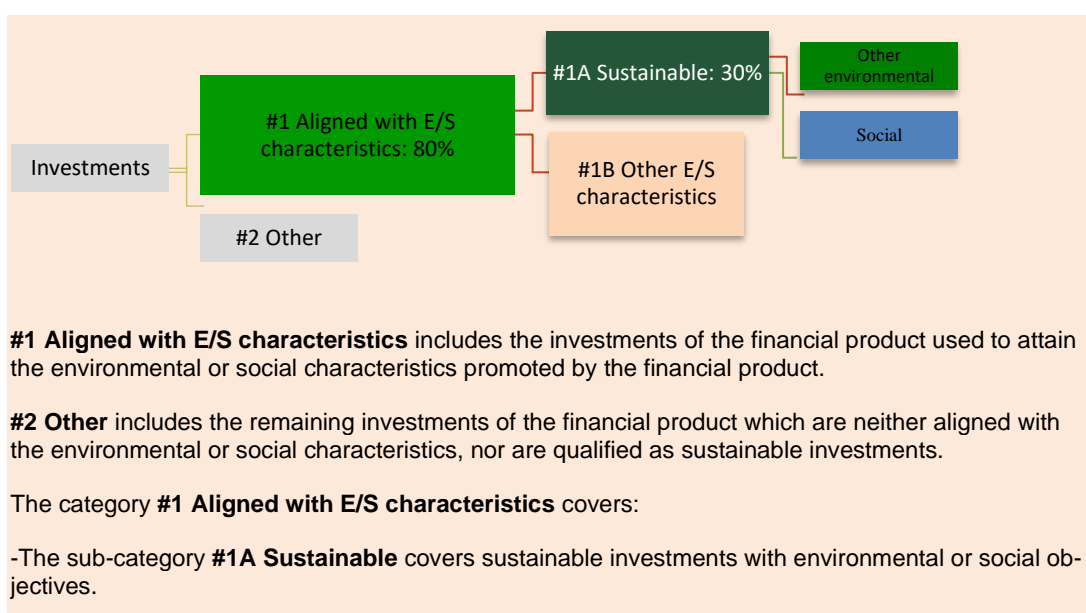 Other
environmental
#1A Sustainable: 30%
#1 Aligned with E/S
characteristics: 80%
Social
Investments
#1B Other E/S
characteristics
#2 Other
#1 Aligned with E/S characteristics includes the investments of the financial product used to attain
the environmental or social characteristics promoted by the financial product.
#2 Other includes the remaining investments of the financial product which are neither aligned with
the environmental or social characteristics, nor are qualified as sustainable investments.
The category #1 Aligned with E/S characteristics covers:
-The sub-category #1A Sustainable covers sustainable investments with environmental or social ob-
jectives.